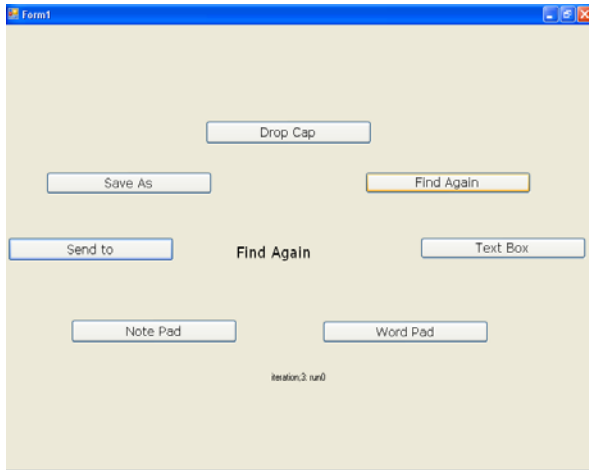 Form1
Drop Cap
Save As
Find Again
Send to
Find Again
Text Box
Note Pad
Word Pad
iteration;3: run0